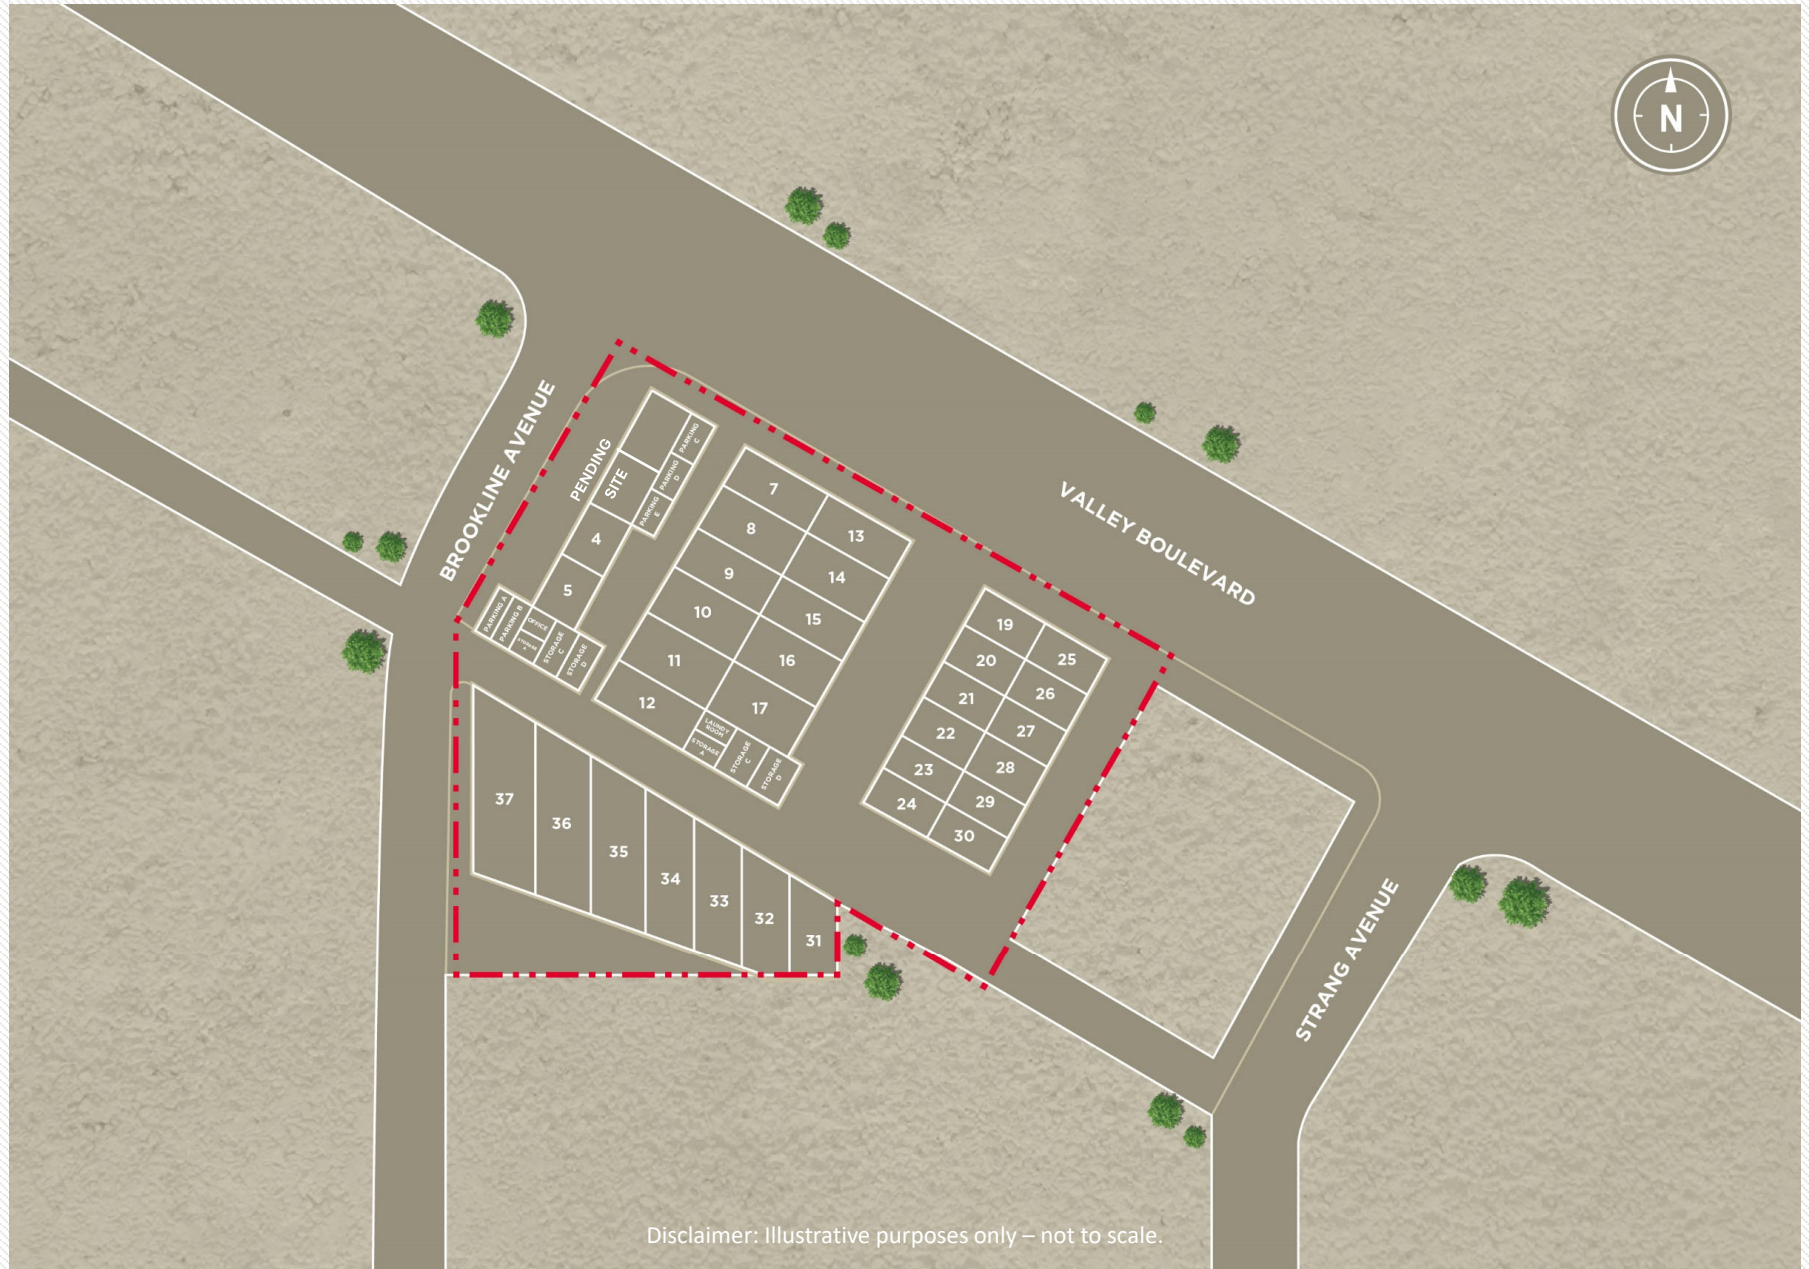 N
BROOKLINE AVENUE
VALLEY BOULEVARD
STRANG AVENUE
PENDING
SITE
PARKING
C
PARKING
D
PARKING
E
4
5
PARKING A
PARKING B
OFFICE
STORAGE
A
STORAGE
C
STORAGE
D
7
8
9
10
11
12
13
14
15
16
17
LAUNDY
ROOM
STORAGE
A
STORAGE
C
STORAGE
D
19
20
21
22
23
24
25
26
27
28
29
30
37
36
35
34
33
32
31
Disclaimer: Illustrative purposes only – not to scale.